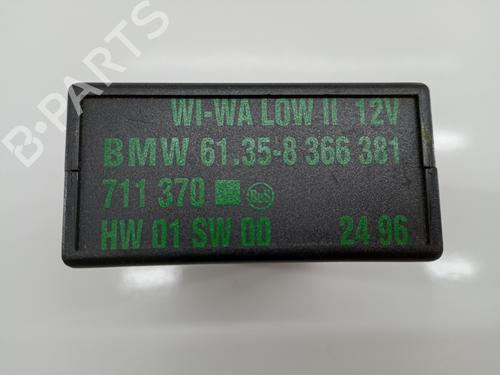 B-PARTS
WI-WA LOW II 12V
BMW 61.35-8 366 381
711 370
HW 01 SW 00 24 96